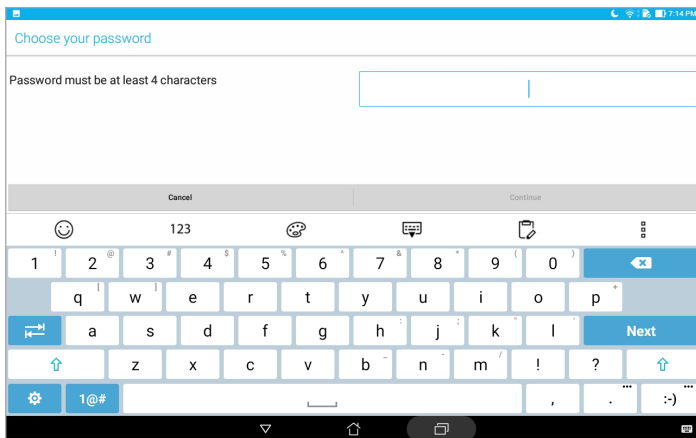 7:14 PM
Choose your password
Password must be at least 4 characters
Cancel
Continue
123
! @ # $ % ^ & * ( )
1 2 3 4 5 6 7 8 9 0
[ ] +
q w e r t y u i o p
: ; " '
a s d f g h j k l Next
_ - /
z x c v b n m ! ?
1@# , . :-)